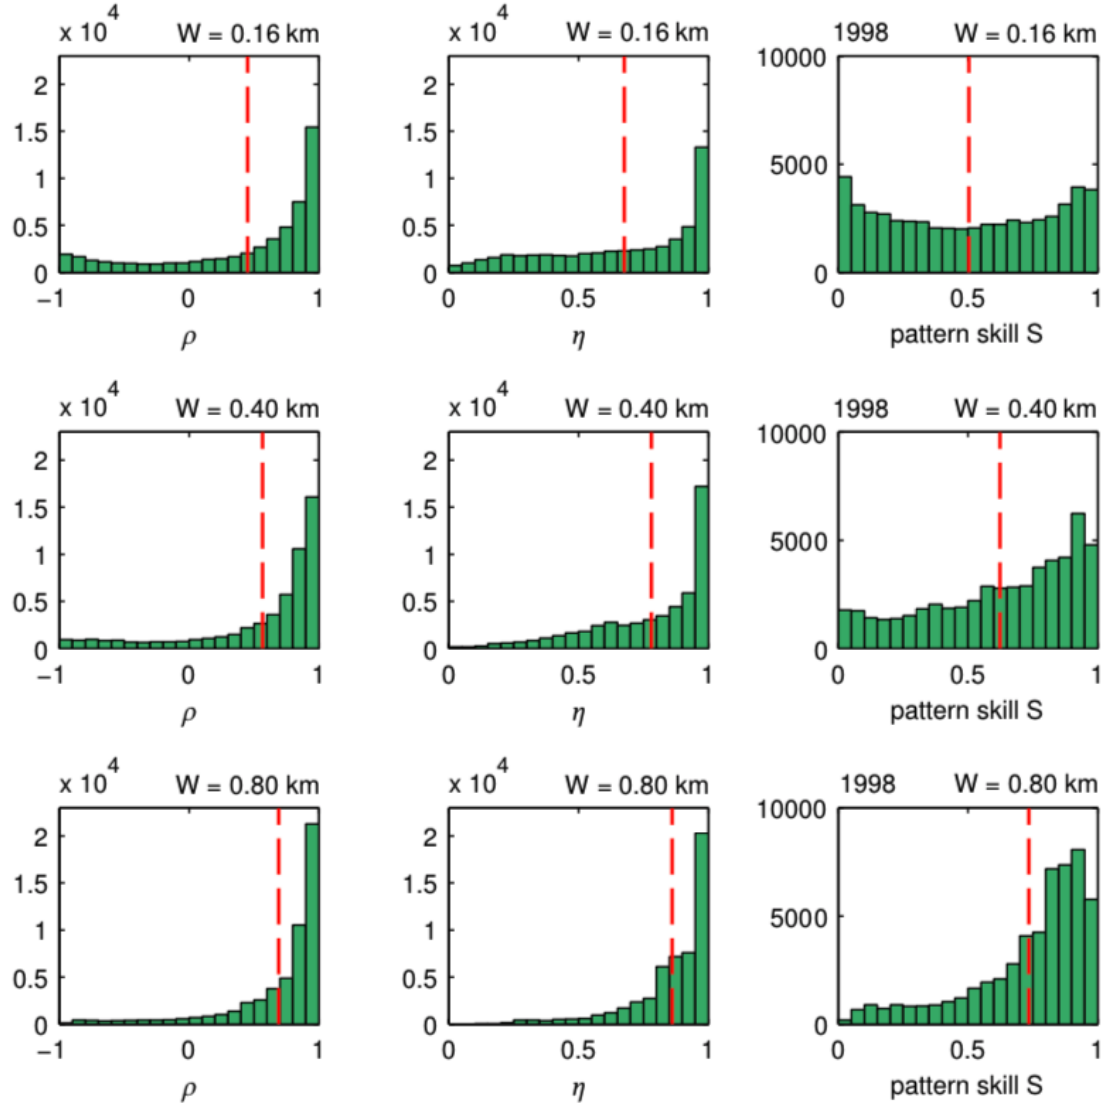 x 10^4 W = 0.16 km
2
1.5
1
0.5
0
−1 0 1
ρ
x 10^4 W = 0.16 km
2
1.5
1
0.5
0
0 0.5 1
η
1998 W = 0.16 km
10000
5000
0
0 0.5 1
pattern skill S
x 10^4 W = 0.40 km
2
1.5
1
0.5
0
−1 0 1
ρ
x 10^4 W = 0.40 km
2
1.5
1
0.5
0
0 0.5 1
η
1998 W = 0.40 km
10000
5000
0
0 0.5 1
pattern skill S
x 10^4 W = 0.80 km
2
1.5
1
0.5
0
−1 0 1
ρ
x 10^4 W = 0.80 km
2
1.5
1
0.5
0
0 0.5 1
η
1998 W = 0.80 km
10000
5000
0
0 0.5 1
pattern skill S